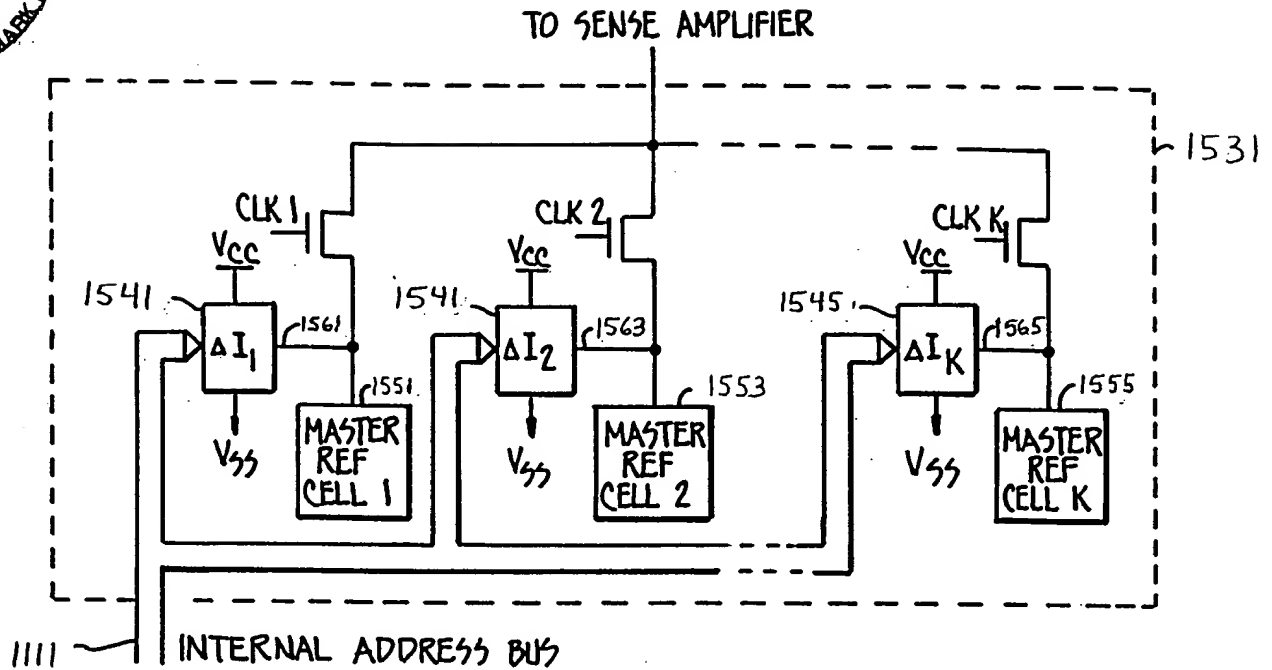 TO SENSE AMPLIFIER
1531
CLK 1
CLK 2
CLK K
VCC
VCC
VCC
1541
1541
1545
ΔI1
ΔI2
ΔIK
1561
1563
1565
1551
1553
1555
VSS
VSS
VSS
MASTER
REF
CELL 1
MASTER
REF
CELL 2
MASTER
REF
CELL K
1111
INTERNAL ADDRESS BUS